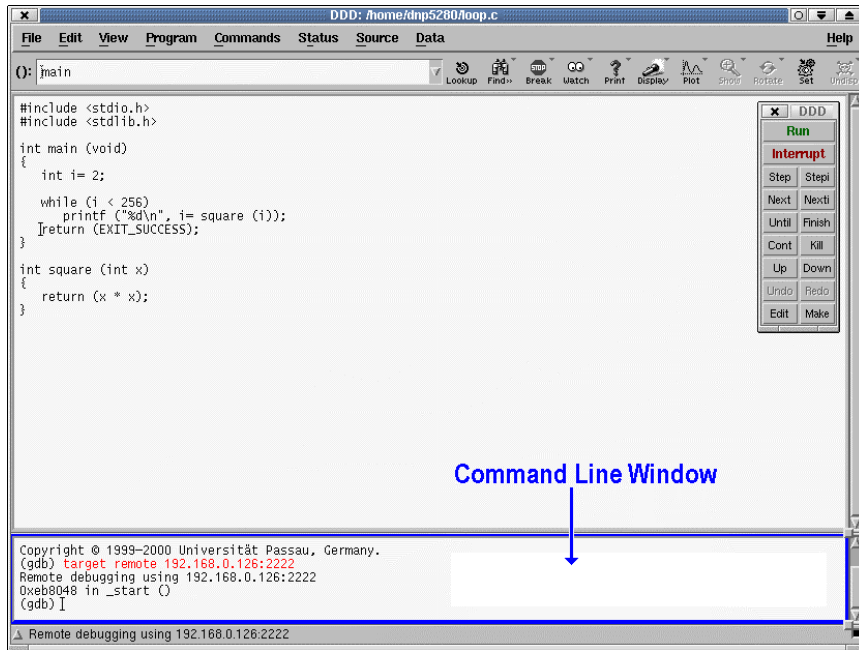 DDD: /home/dnp5280/loop.c
File Edit View Program Commands Status Source Data Help
(): main
Lookup Find» Break Watch Print Display Plot Show Rotate Set Undisp
#include <stdio.h>
#include <stdlib.h>
int main (void)
{
int i= 2;
while (i < 256)
printf ("%d\n", i= square (i));
return (EXIT_SUCCESS);
}
int square (int x)
{
return (x * x);
}
DDD
Run
Interrupt
Step Stepi
Next Nexti
Until Finish
Cont Kill
Up Down
Undo Redo
Edit Make
Command Line Window
Copyright © 1999-2000 Universität Passau, Germany.
(gdb) target remote 192.168.0.126:2222
Remote debugging using 192.168.0.126:2222
0xeb8048 in _start ()
(gdb)
Remote debugging using 192.168.0.126:2222